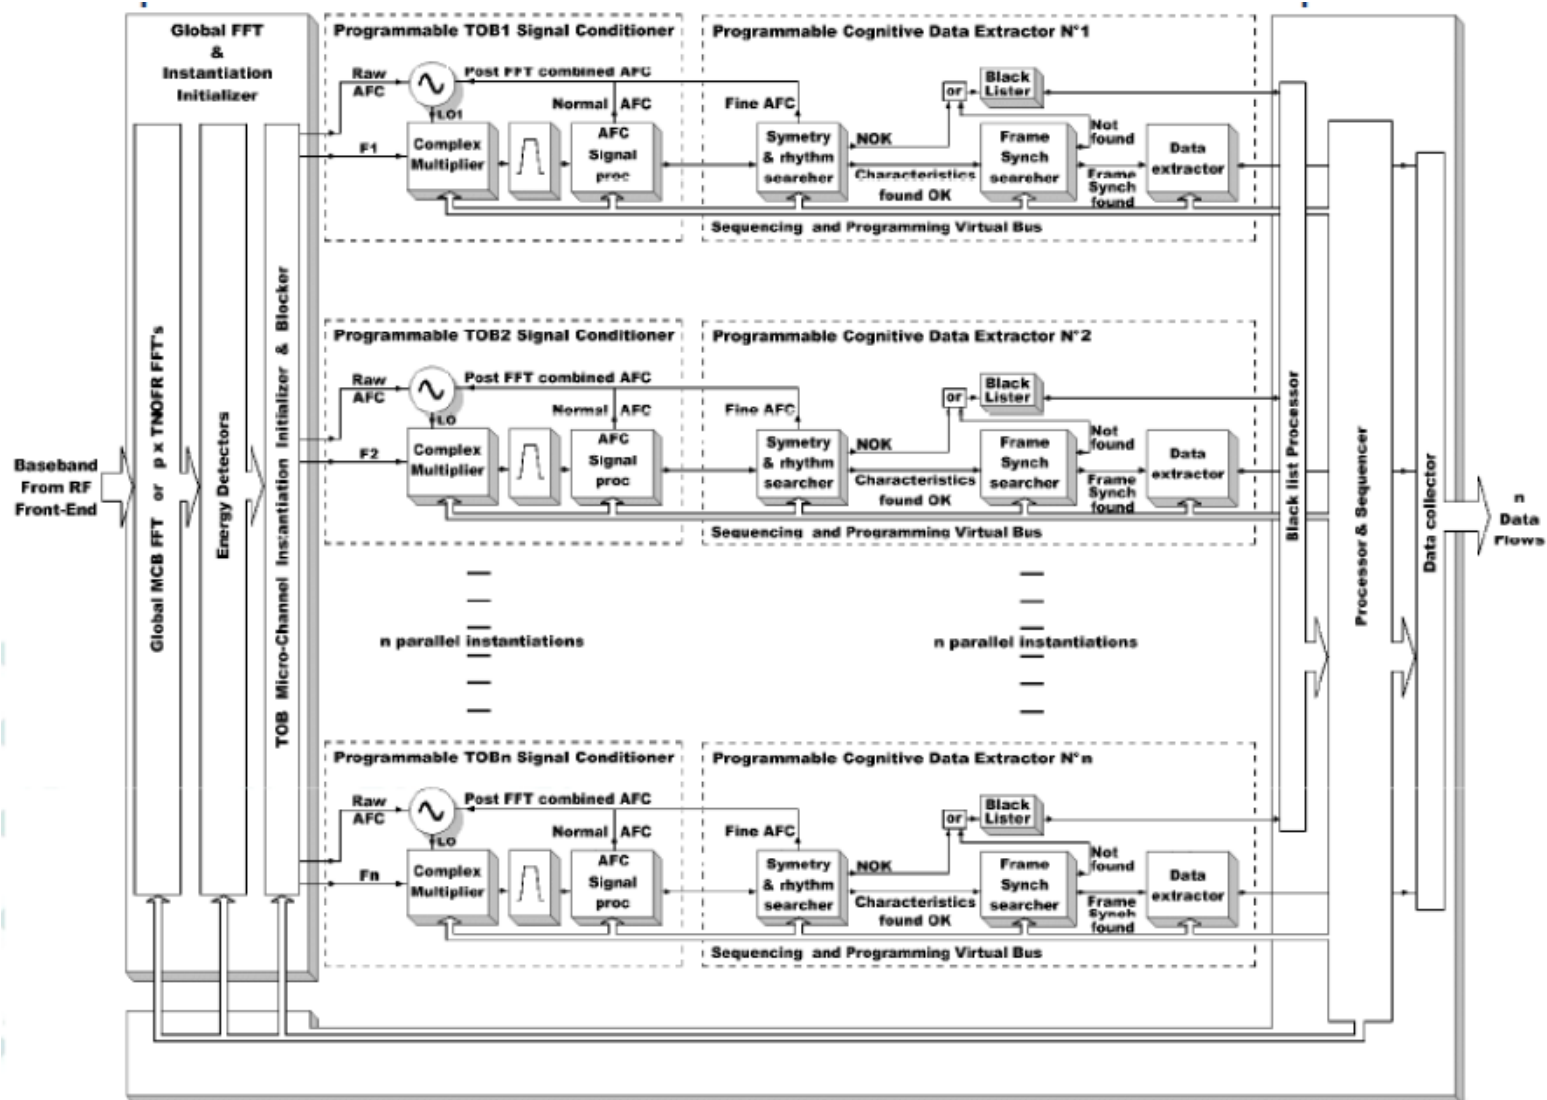 Global FFT
&
Instantiation
Initializer
Programmable TOB1 Signal Conditioner
Programmable Cognitive Data Extractor N°1
Raw
AFC
Post FFT combined AFC
Normal AFC
LO1
F1
Complex
Multiplier
AFC
Signal
proc
Fine AFC
Symetry
& rhythm
searcher
NOK
Characteristics
found OK
or
Black
Lister
Frame
Synch
searcher
Not
found
Frame
Synch
found
Data
extractor
Sequencing and Programming Virtual Bus
Programmable TOB2 Signal Conditioner
Programmable Cognitive Data Extractor N°2
Raw
AFC
Post FFT combined AFC
Normal AFC
LO
F2
Complex
Multiplier
AFC
Signal
proc
Fine AFC
Symetry
& rhythm
searcher
NOK
Characteristics
found OK
or
Black
Lister
Frame
Synch
searcher
Not
found
Frame
Synch
found
Data
extractor
Sequencing and Programming Virtual Bus
Baseband
From RF
Front-End
Global MCB FFT or p x TNOFR FFT's
Energy Detectors
TOB Micro-Channel Instantiation Initializer & Blocker
n parallel instantiations
n parallel instantiations
Black list Processor
Processor & Sequencer
Data collector
n
Data
Flows
Programmable TOBn Signal Conditioner
Programmable Cognitive Data Extractor N°n
Raw
AFC
Post FFT combined AFC
Normal AFC
LO
Fn
Complex
Multiplier
AFC
Signal
proc
Fine AFC
Symetry
& rhythm
searcher
NOK
Characteristics
found OK
or
Black
Lister
Frame
Synch
searcher
Not
found
Frame
Synch
found
Data
extractor
Sequencing and Programming Virtual Bus